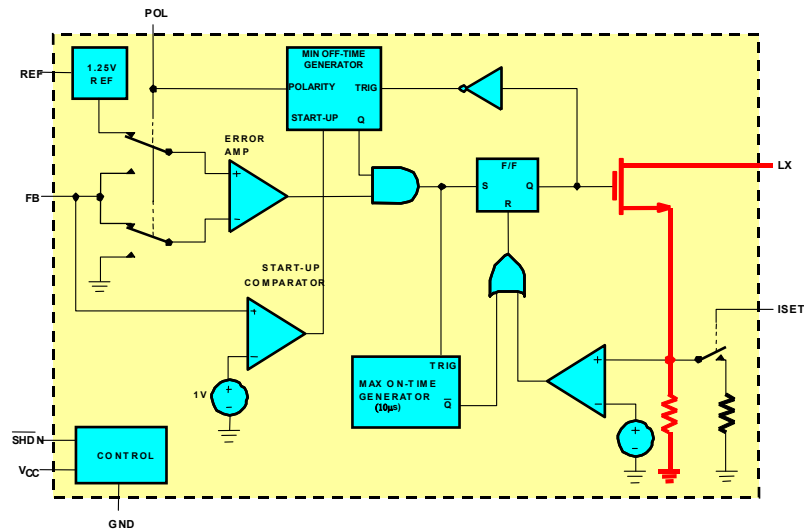 POL
REF
1.25V
REF
MIN OFF-TIME
GENERATOR
POLARITY
TRIG
START-UP
Q
ERROR
AMP
+
−
F/F
S
Q
R
LX
FB
START-UP
COMPARATOR
+
−
1V
+
−
TRIG
MAX ON-TIME
GENERATOR
(10µs)
Q̅
+
−
+
−
ISET
S̅H̅D̅N̅
VCC
CONTROL
GND